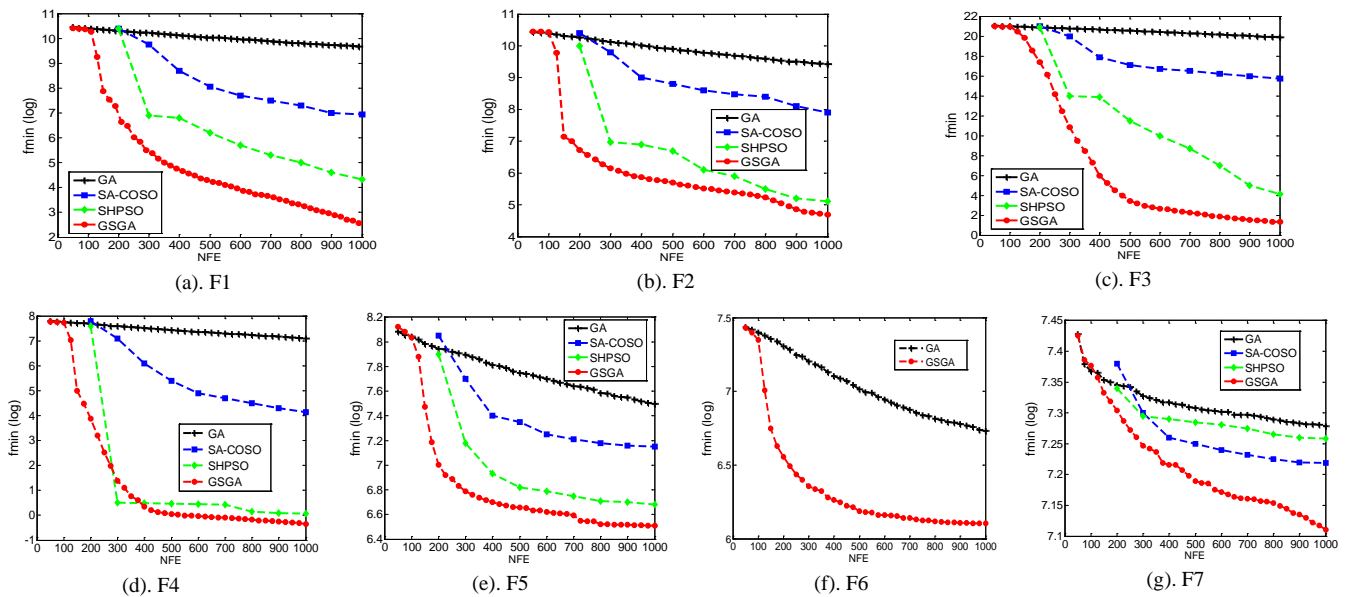 11
10
9
8
7
6
5
4
3
2
fmin (log)
0 100 200 300 400 500 600 700 800 900 1000
NFE
GA
SA-COSO
SHPSO
GSGA
(a). F1
11
10
9
8
7
6
5
4
fmin (log)
0 100 200 300 400 500 600 700 800 900 1000
NFE
GA
SA-COSO
SHPSO
GSGA
(b). F2
22
20
18
16
14
12
10
8
6
4
2
0
fmin
0 100 200 300 400 500 600 700 800 900 1000
NFE
GA
SA-COSO
SHPSO
GSGA
(c). F3
8
7
6
5
4
3
2
1
0
-1
fmin (log)
0 100 200 300 400 500 600 700 800 900 1000
NFE
GA
SA-COSO
SHPSO
GSGA
(d). F4
8.2
8
7.8
7.6
7.4
7.2
7
6.8
6.6
6.4
fmin (log)
0 100 200 300 400 500 600 700 800 900 1000
NFE
GA
SA-COSO
SHPSO
GSGA
(e). F5
7.5
7
6.5
6
fmin (log)
0 100 200 300 400 500 600 700 800 900 1000
NFE
GA
GSGA
(f). F6
7.45
7.4
7.35
7.3
7.25
7.2
7.15
7.1
fmin (log)
0 100 200 300 400 500 600 700 800 900 1000
NFE
GA
SA-COSO
SHPSO
GSGA
(g). F7